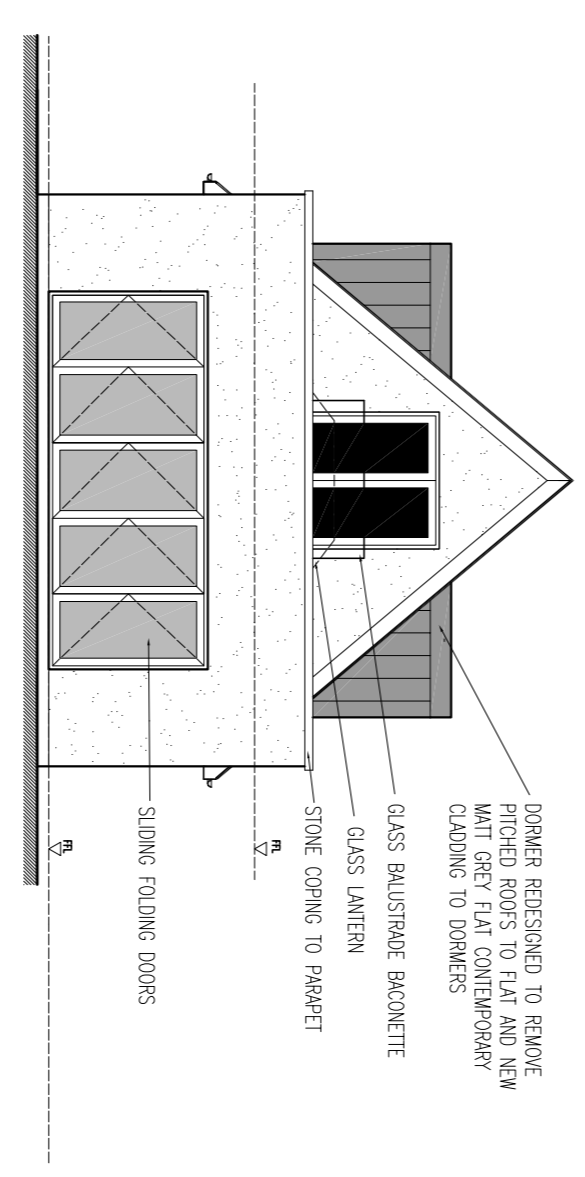 DORMER REDESIGNED TO REMOVE
PITCHED ROOFS TO FLAT AND NEW
MATT GREY FLAT CONTEMPORARY
CLADDING TO DORMERS
GLASS BALUSTRADE BACONETTE
GLASS LANTERN
STONE COPING TO PARAPET
FFL
SLIDING FOLDING DOORS
FFL